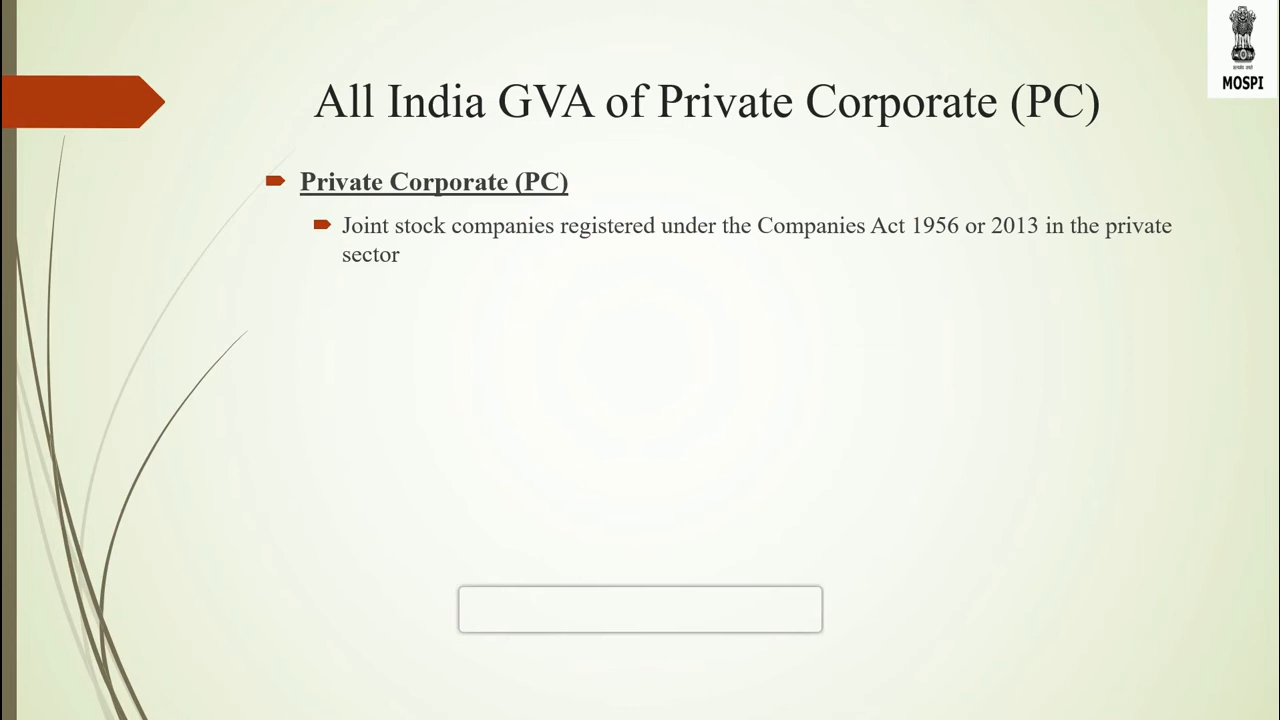 MOSPI
All India GVA of Private Corporate (PC)
Private Corporate (PC)
Joint stock companies registered under the Companies Act 1956 or 2013 in the private
sector